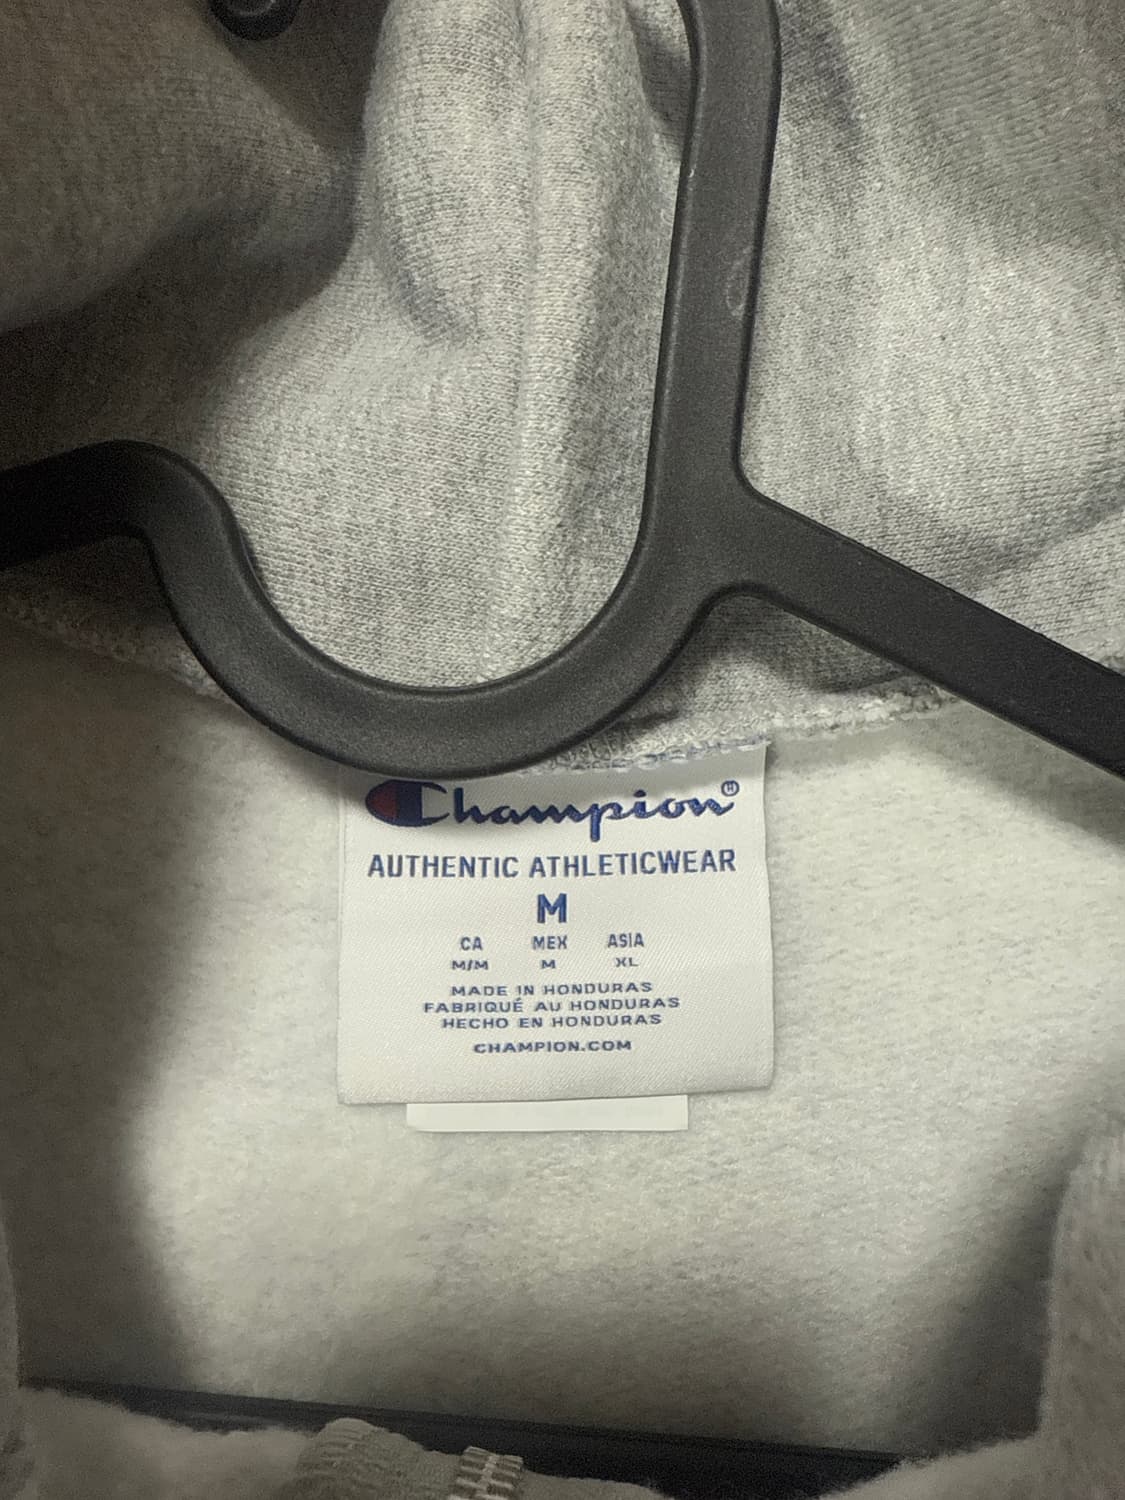 Champion®
AUTHENTIC ATHLETICWEAR
M
CA MEX ASIA
M/M M XL
MADE IN HONDURAS
FABRIQUÉ AU HONDURAS
HECHO EN HONDURAS
CHAMPION.COM